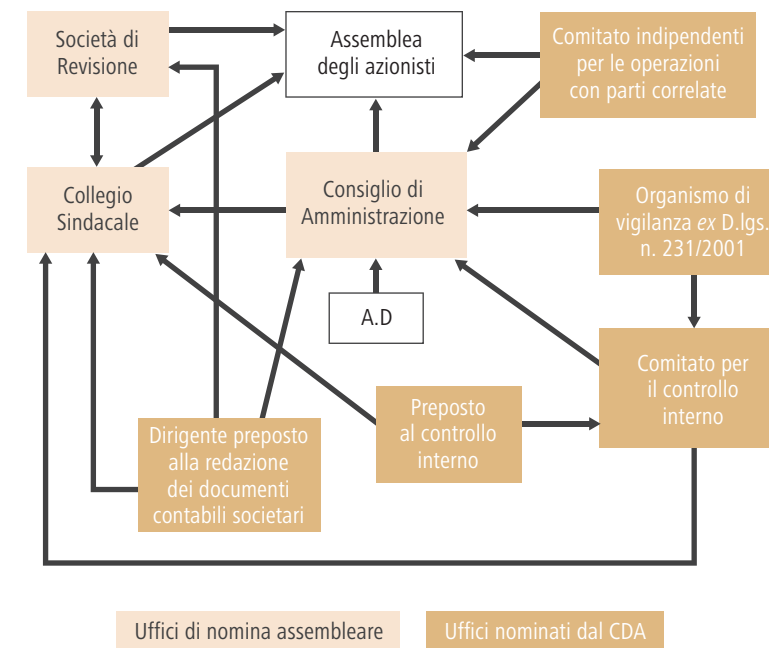 Società di
Revisione
Assemblea
degli azionisti
Comitato indipendenti
per le operazioni
con parti correlate
Collegio
Sindacale
Consiglio di
Amministrazione
Organismo di
vigilanza ex D.lgs.
n. 231/2001
A.D
Comitato per
il controllo
interno
Preposto
al controllo
interno
Dirigente preposto
alla redazione
dei documenti
contabili societari
Uffici di nomina assembleare
Uffici nominati dal CDA